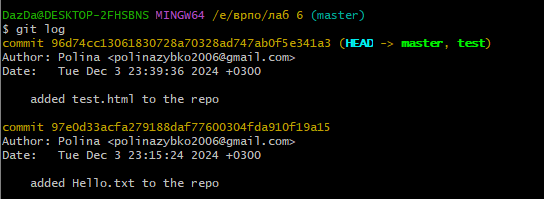 DazDa@DESKTOP-2FHSBNS MINGW64 /e/врпо/лаб 6 (master)
$ git log
commit 96d74cc13061830728a70328ad747ab0f5e341a3 (HEAD -> master, test)
Author: Polina <polinazybko2006@gmail.com>
Date:   Tue Dec 3 23:39:36 2024 +0300
    added test.html to the repo
commit 97e0d33acfa279188daf77600304fda910f19a15
Author: Polina <polinazybko2006@gmail.com>
Date:   Tue Dec 3 23:15:24 2024 +0300
    added Hello.txt to the repo